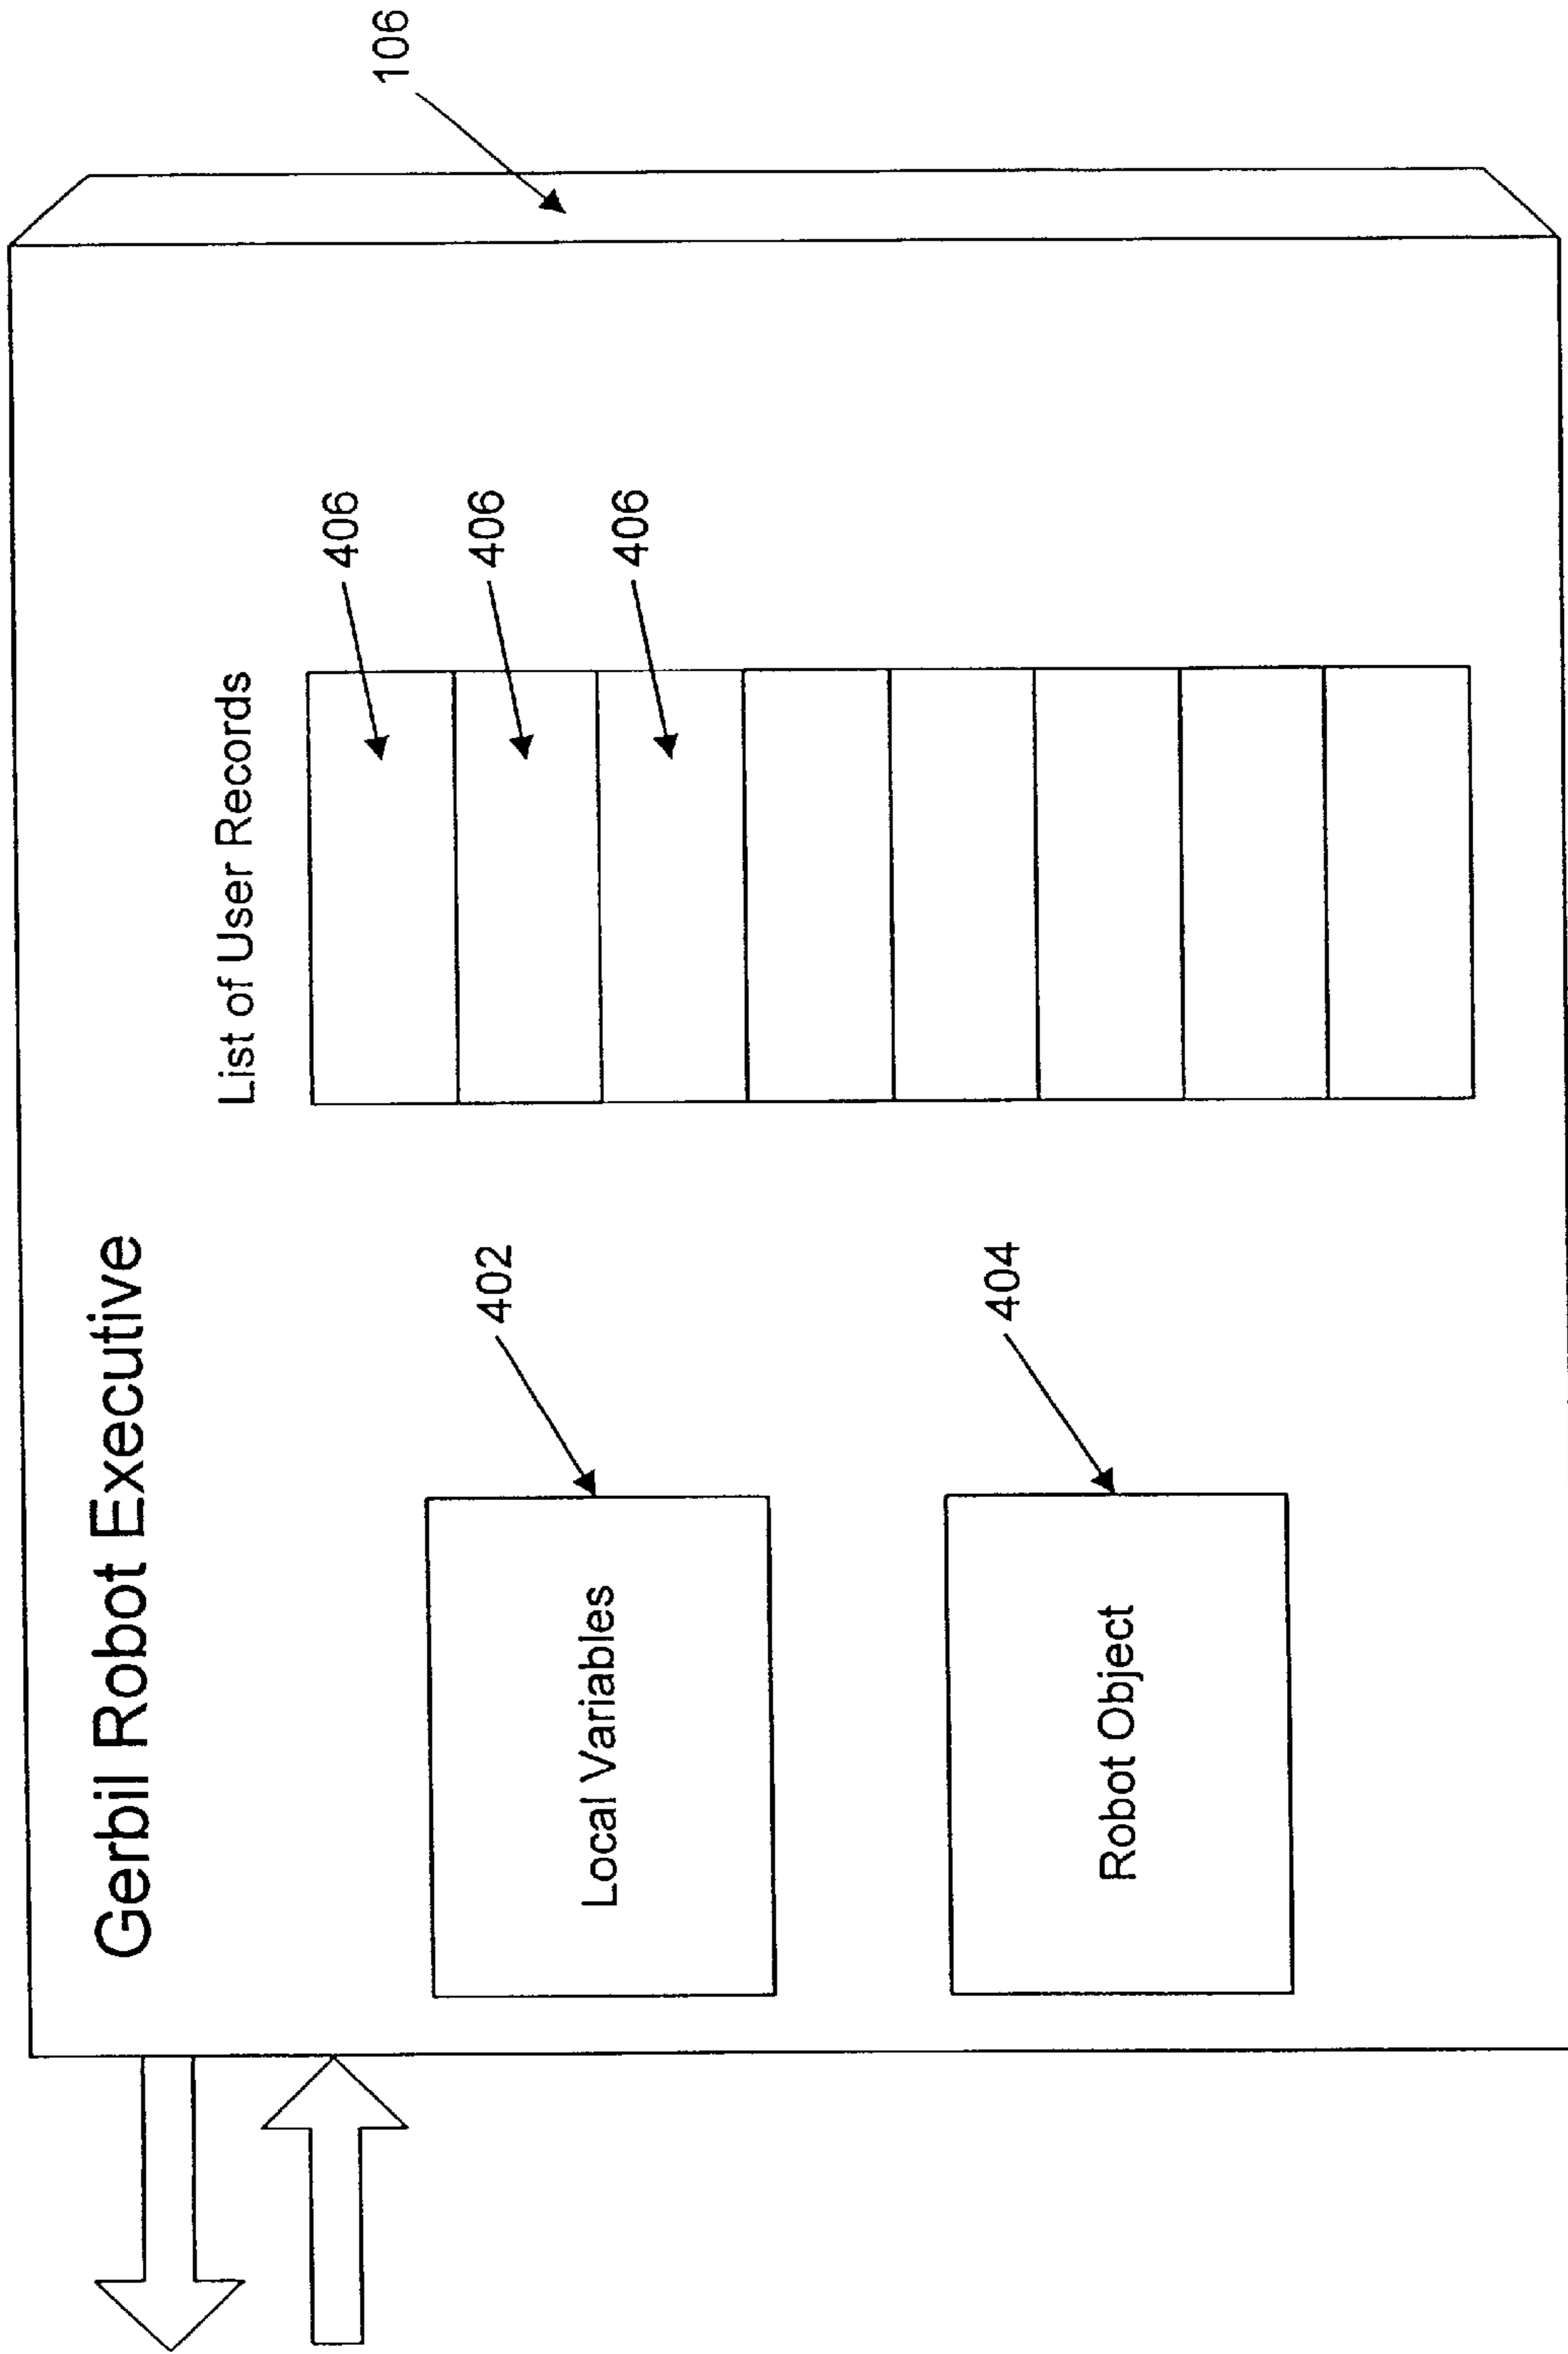 Gerbil Robot Executive
List of User Records
406
406
406
106
402
Local Variables
404
Robot Object